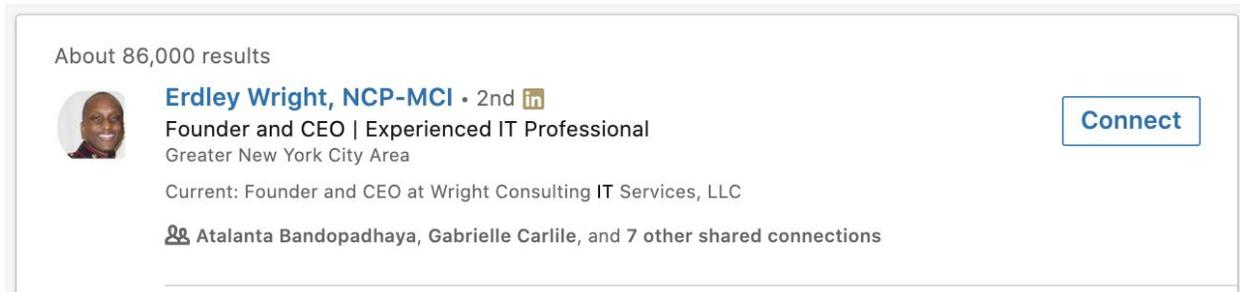 About 86,000 results
Erdley Wright, NCP-MCI • 2nd in
Connect
Founder and CEO | Experienced IT Professional
Greater New York City Area
Current: Founder and CEO at Wright Consulting IT Services, LLC
Atalanta Bandopadhaya, Gabrielle Carlile, and 7 other shared connections